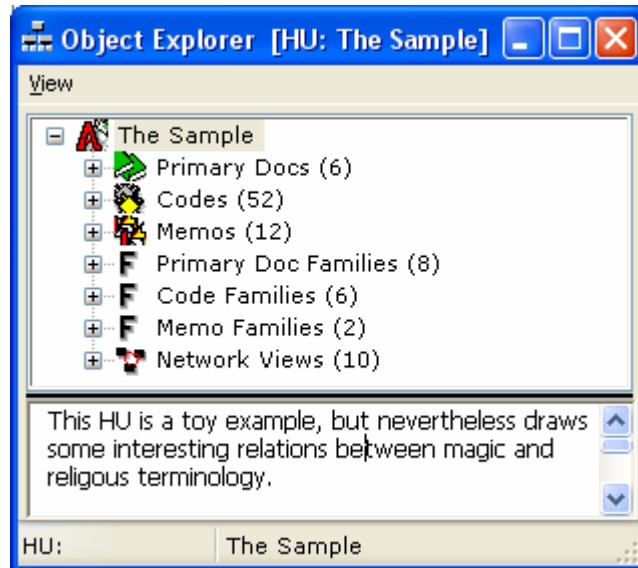 Object Explorer [HU: The Sample]
View
The Sample
Primary Docs (6)
Codes (52)
Memos (12)
F Primary Doc Families (8)
F Code Families (6)
F Memo Families (2)
Network Views (10)
This HU is a toy example, but nevertheless draws
some interesting relations between magic and
religous terminology.
HU: The Sample